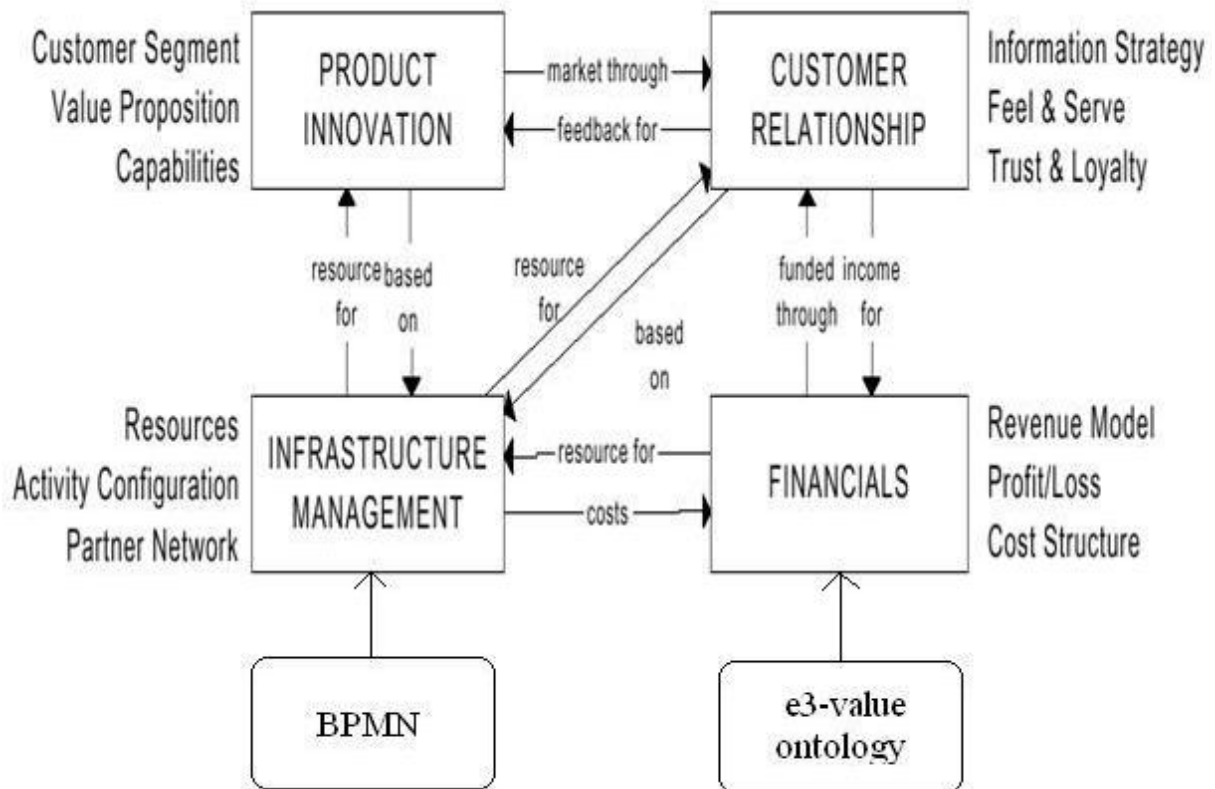 Customer Segment
Value Proposition
Capabilities
PRODUCT
INNOVATION
market through
feedback for
CUSTOMER
RELATIONSHIP
Information Strategy
Feel & Serve
Trust & Loyalty
resource
for
based
on
resource
for
based
on
funded
through
income
for
Resources
Activity Configuration
Partner Network
INFRASTRUCTURE
MANAGEMENT
resource for
costs
FINANCIALS
Revenue Model
Profit/Loss
Cost Structure
BPMN
e3-value
ontology